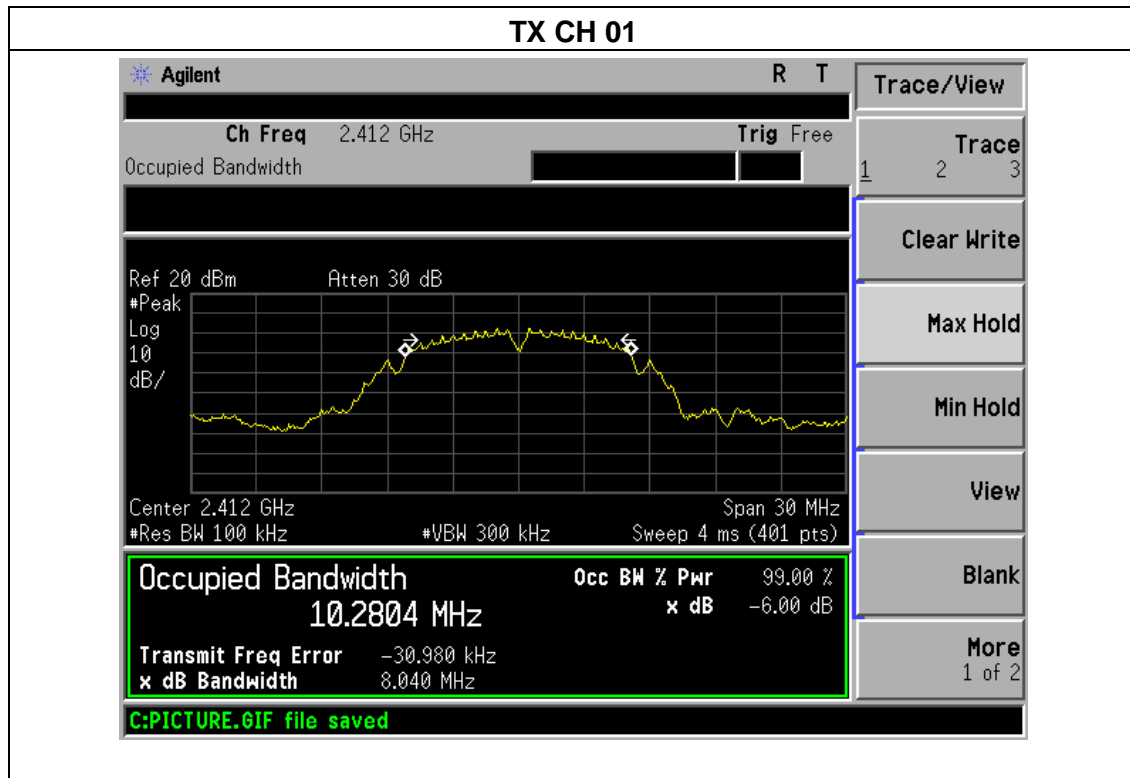 TX CH 01
Agilent R T
Ch Freq 2.412 GHz Trig Free
Occupied Bandwidth
Ref 20 dBm Atten 30 dB
#Peak
Log
10
dB/
Center 2.412 GHz Span 30 MHz
#Res BW 100 kHz #VBW 300 kHz Sweep 4 ms (401 pts)
Occupied Bandwidth
10.2804 MHz
Occ BW % Pwr 99.00 %
x dB -6.00 dB
Transmit Freq Error -30.980 kHz
x dB Bandwidth 8.040 MHz
C:PICTURE.GIF file saved
Trace/View
Trace
1 2 3
Clear Write
Max Hold
Min Hold
View
Blank
More
1 of 2